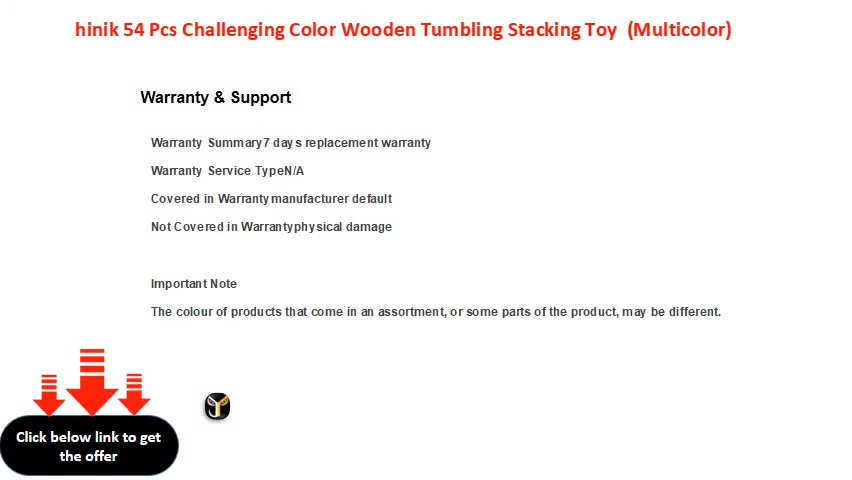 hinik 54 Pcs Challenging Color Wooden Tumbling Stacking Toy (Multicolor)
Warranty & Support
Warranty Summary7 days replacement warranty
Warranty Service TypeN/A
Covered in Warrantymanufacturer default
Not Covered in Warrantyphysical damage
Important Note
The colour of products that come in an assortment, or some parts of the product, may be different.
Click below link to get
the offer